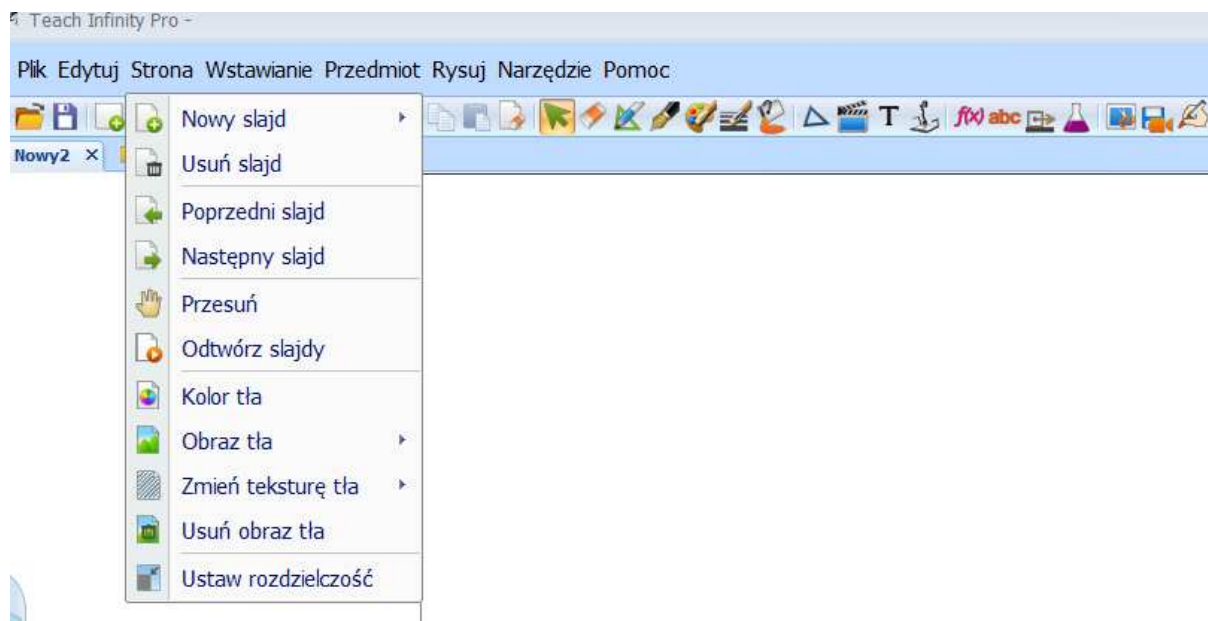 Teach Infinity Pro -
Plik Edytuj Strona Wstawianie Przedmiot Rysuj Narzędzie Pomoc
T f(x) abc
Nowy2 ×
Nowy slajd
Usuń slajd
Poprzedni slajd
Następny slajd
Przesuń
Odtwórz slajdy
Kolor tła
Obraz tła
Zmień teksturę tła
Usuń obraz tła
Ustaw rozdzielczość